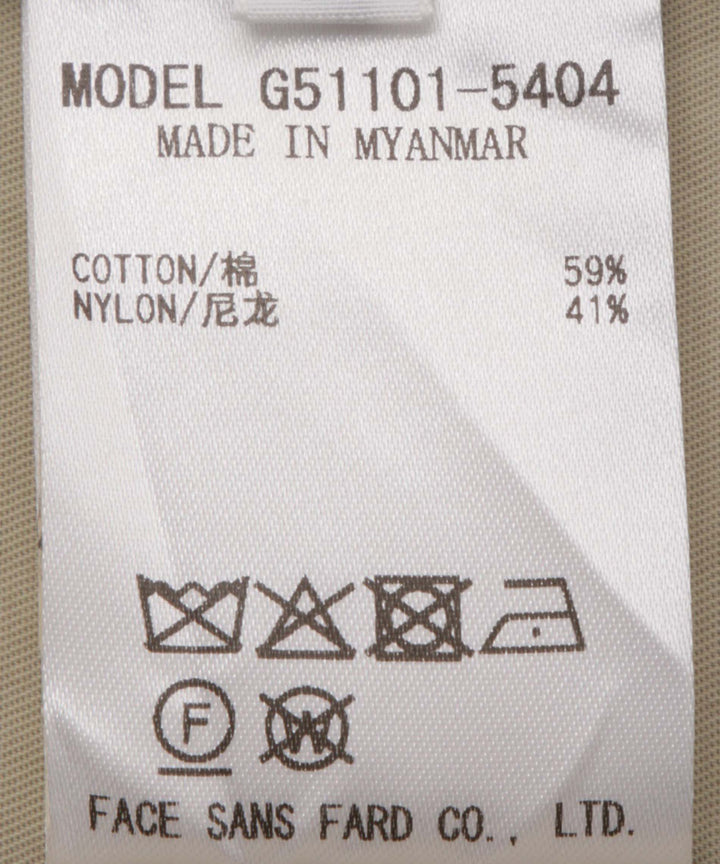 MODEL G51101-5404
MADE IN MYANMAR
COTTON/棉 59%
NYLON/尼龙 41%
F W
FACE SANS FARD CO., LTD.